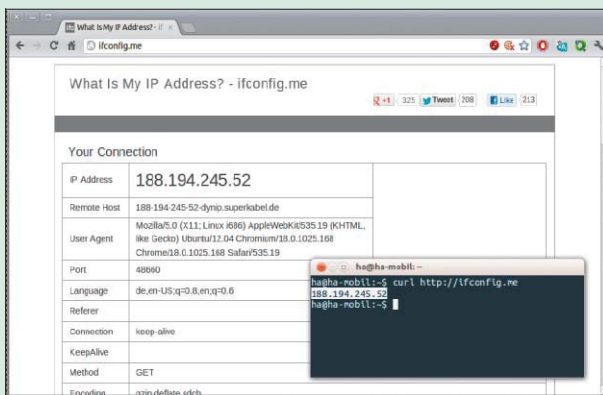 What Is My IP Address? - if
ifconfig.me
What Is My IP Address? - ifconfig.me
+1 325 Tweet 208 Like 213
Your Connection
IP Address 188.194.245.52
Remote Host 188-194-245-52-dynip.superkabel.de
User Agent Mozilla/5.0 (X11; Linux i686) AppleWebKit/535.19 (KHTML,
like Gecko) Ubuntu/12.04 Chromium/18.0.1025.168
Chrome/18.0.1025.168 Safari/535.19
Port 48660
Language de,en-US;q=0.8,en;q=0.6
Referer
Connection keep-alive
KeepAlive
Method GET
Encoding gzip,deflate,sdch
ha@ha-mobil: ~
ha@ha-mobil:~$ curl http://ifconfig.me
188.194.245.52
ha@ha-mobil:~$